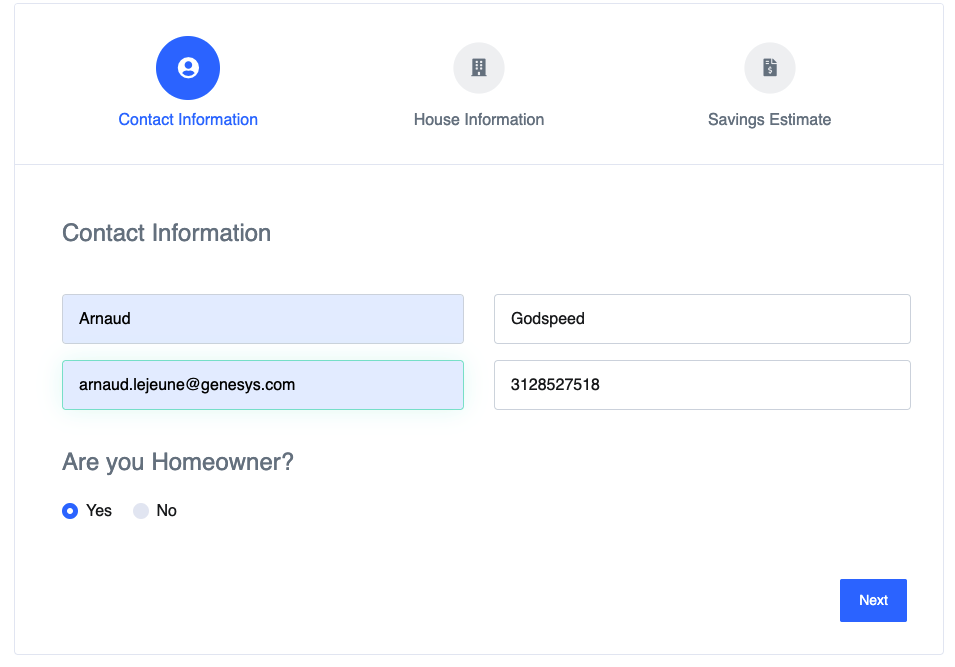 Contact Information
House Information
Savings Estimate
Contact Information
Arnaud
Godspeed
arnaud.lejeune@genesys.com
3128527518
Are you Homeowner?
Yes
No
Next